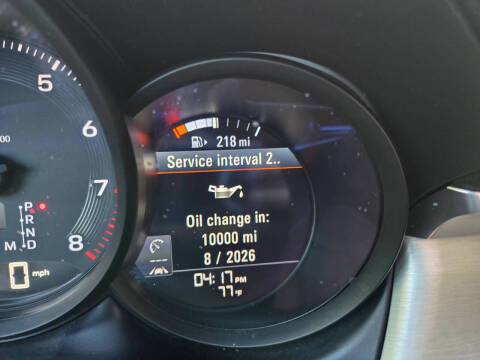 5
6
7
8
00
P
R
N
M D
0 mph
218 mi
Service interval 2..
Oil change in:
10000 mi
8 / 2026
04:17 PM
77°F